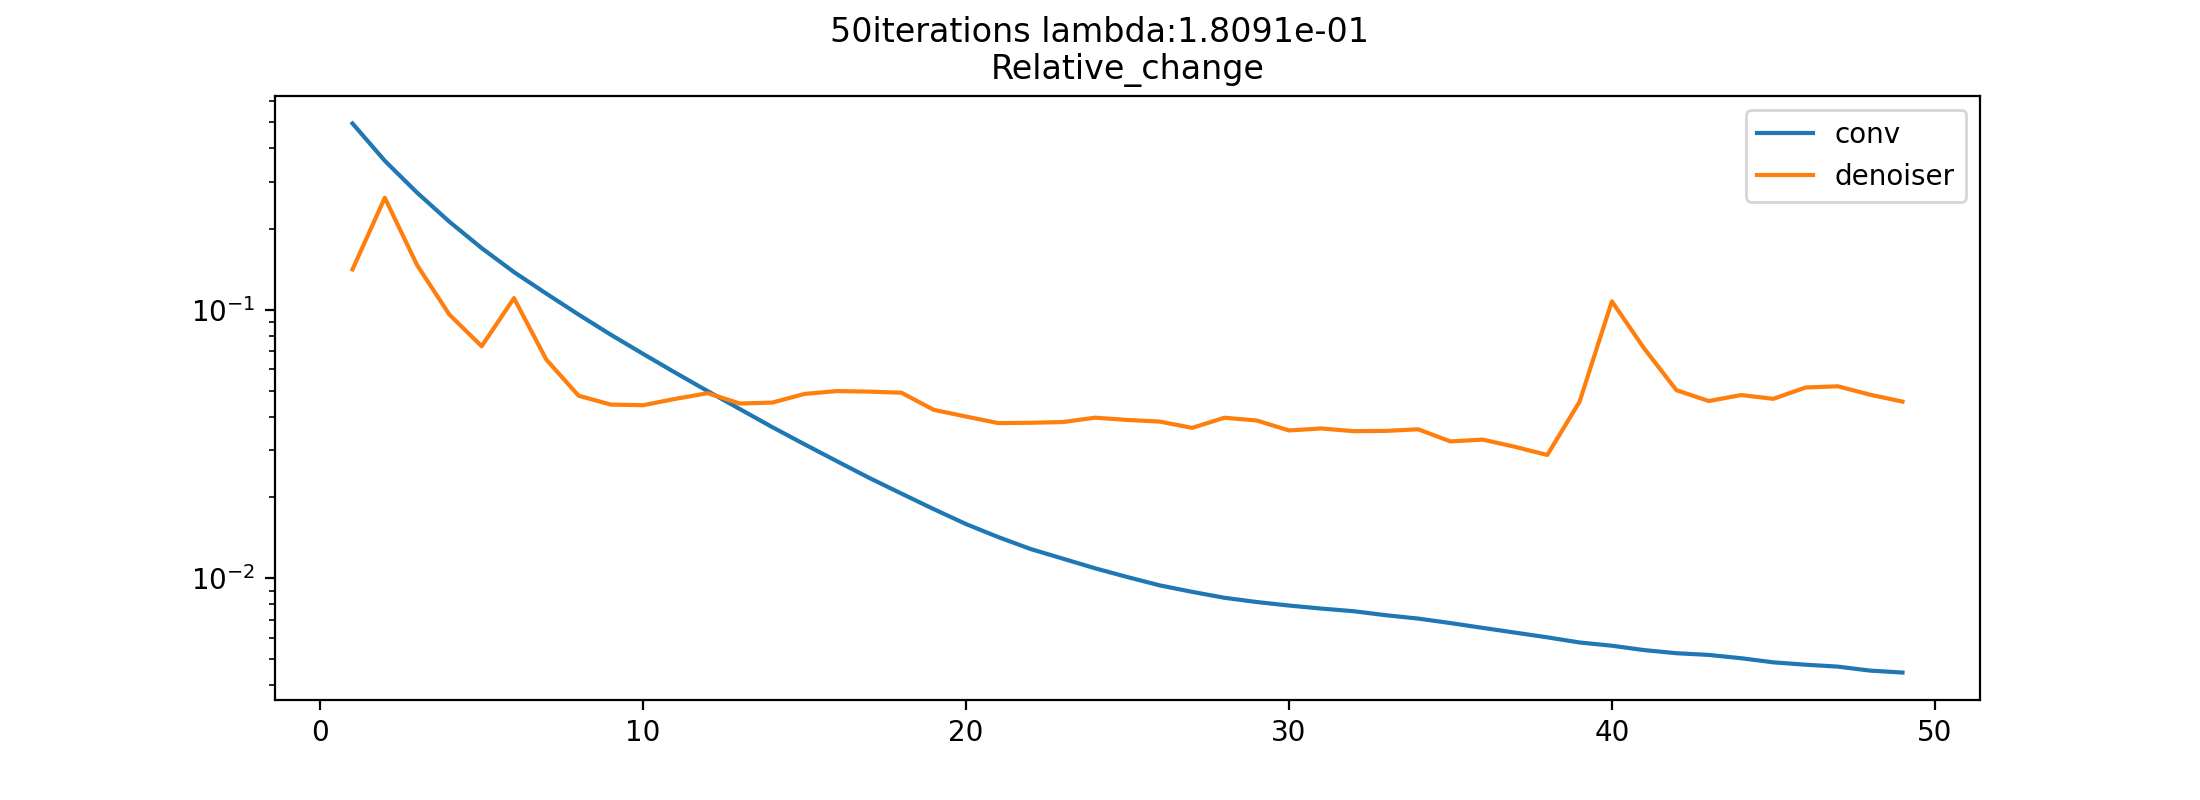 50iterations lambda:1.8091e-01
Relative_change
conv
denoiser
10⁻¹
10⁻²
0 10 20 30 40 50